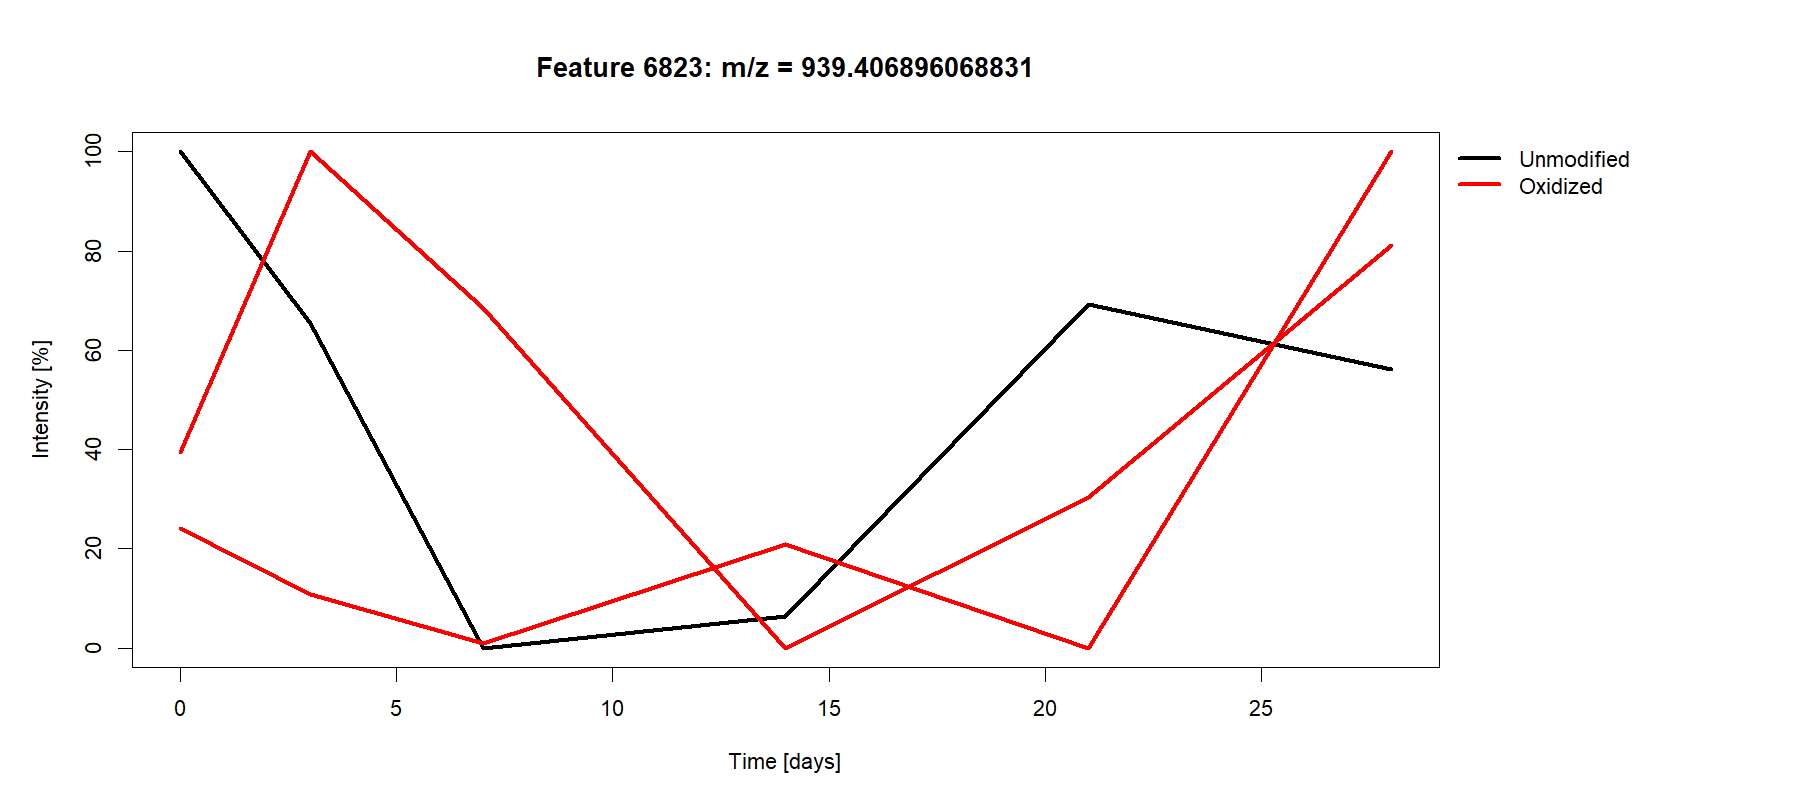 Feature 6823: m/z = 939.406896068831
Unmodified
Oxidized
100
80
60
40
20
0
Intensity [%]
0 5 10 15 20 25
Time [days]